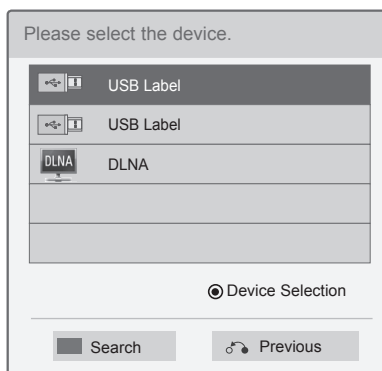 Please select the device.
USB Label
USB Label
DLNA DLNA
Device Selection
Search Previous